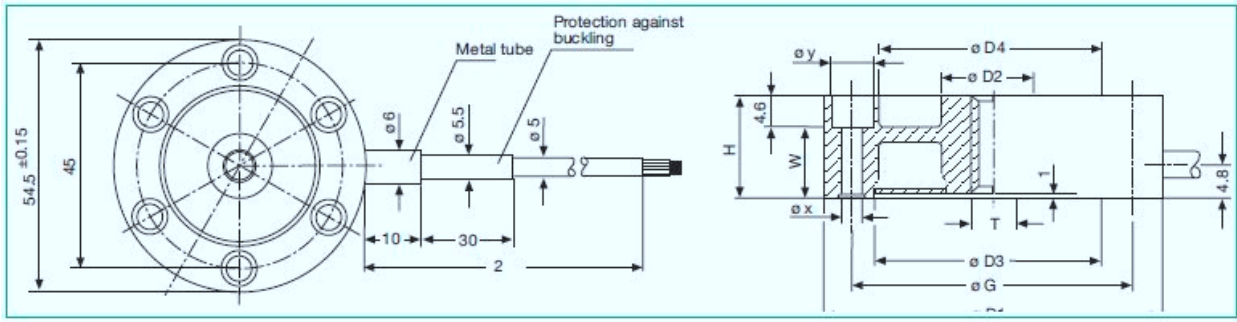 Protection against
buckling
Metal tube
ø 6
ø 5.5
ø 5
54.5 ±0.15
45
10
30
2
ø y
ø D4
ø D2
4.6
H
W
1
4.8
ø x
T
ø D3
ø G